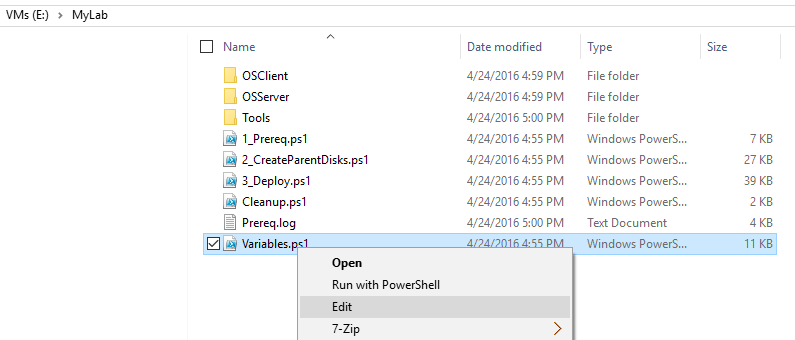 VMs (E:) > MyLab
Name Date modified Type Size
OSClient 4/24/2016 4:59 PM File folder
OSServer 4/24/2016 4:59 PM File folder
Tools 4/24/2016 5:00 PM File folder
1_Prereq.ps1 4/24/2016 4:55 PM Windows PowerS... 7 KB
2_CreateParentDisks.ps1 4/24/2016 4:55 PM Windows PowerS... 27 KB
3_Deploy.ps1 4/24/2016 4:55 PM Windows PowerS... 39 KB
Cleanup.ps1 4/24/2016 4:55 PM Windows PowerS... 2 KB
Prereq.log 4/24/2016 5:00 PM Text Document 4 KB
Variables.ps1 4/24/2016 4:55 PM Windows PowerS... 11 KB
Open
Run with PowerShell
Edit
7-Zip